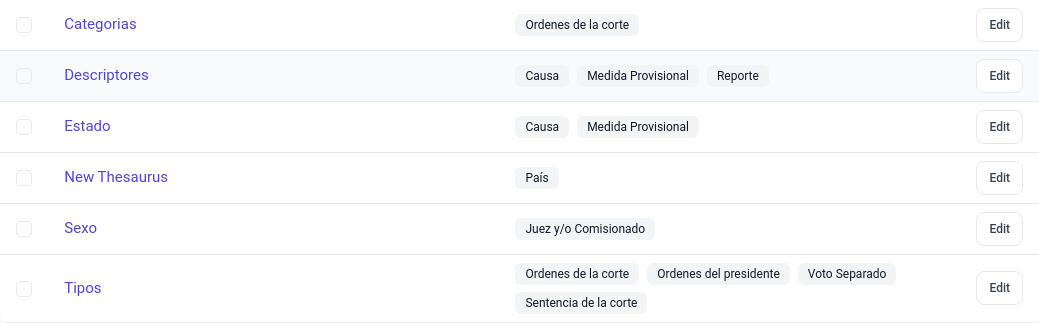 Categorias Ordenes de la corte Edit
Descriptores Causa Medida Provisional Reporte Edit
Estado Causa Medida Provisional Edit
New Thesaurus País Edit
Sexo Juez y/o Comisionado Edit
Tipos Ordenes de la corte Ordenes del presidente Voto Separado Edit
Sentencia de la corte